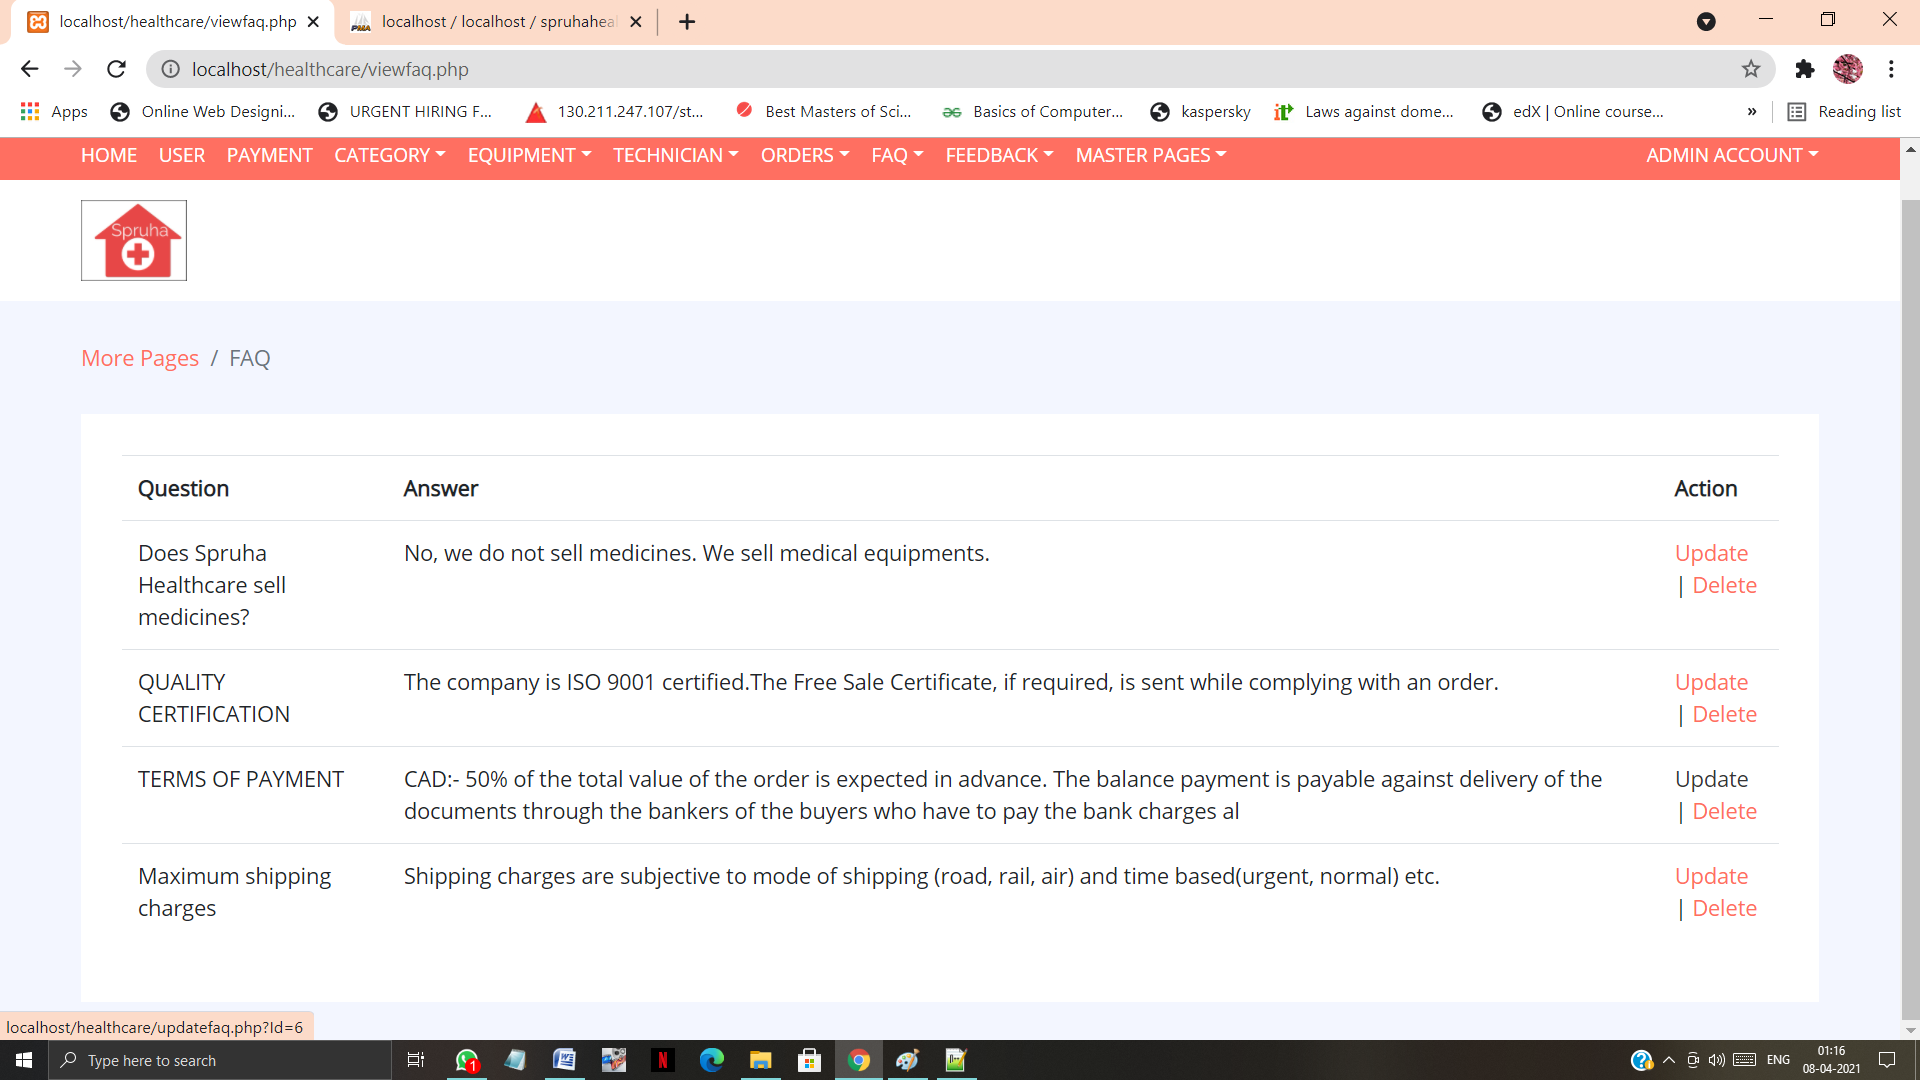 localhost/healthcare/viewfaq.php
localhost / localhost / spruhaheal
localhost/healthcare/viewfaq.php
Apps Online Web Designi... URGENT HIRING F... 130.211.247.107/st... Best Masters of Sci... Basics of Computer... kaspersky Laws against dome... edX | Online course... » Reading list
HOME USER PAYMENT CATEGORY EQUIPMENT TECHNICIAN ORDERS FAQ FEEDBACK MASTER PAGES ADMIN ACCOUNT
Spruha
More Pages / FAQ
Question Answer Action
Does Spruha Healthcare sell medicines?
No, we do not sell medicines. We sell medical equipments.
Update
| Delete
QUALITY
CERTIFICATION
The company is ISO 9001 certified.The Free Sale Certificate, if required, is sent while complying with an order.
Update
| Delete
TERMS OF PAYMENT
CAD:- 50% of the total value of the order is expected in advance. The balance payment is payable against delivery of the
documents through the bankers of the buyers who have to pay the bank charges al
Update
| Delete
Maximum shipping
charges
Shipping charges are subjective to mode of shipping (road, rail, air) and time based(urgent, normal) etc.
Update
| Delete
localhost/healthcare/updatefaq.php?Id=6
Type here to search
1
ENG
01:16
08-04-2021